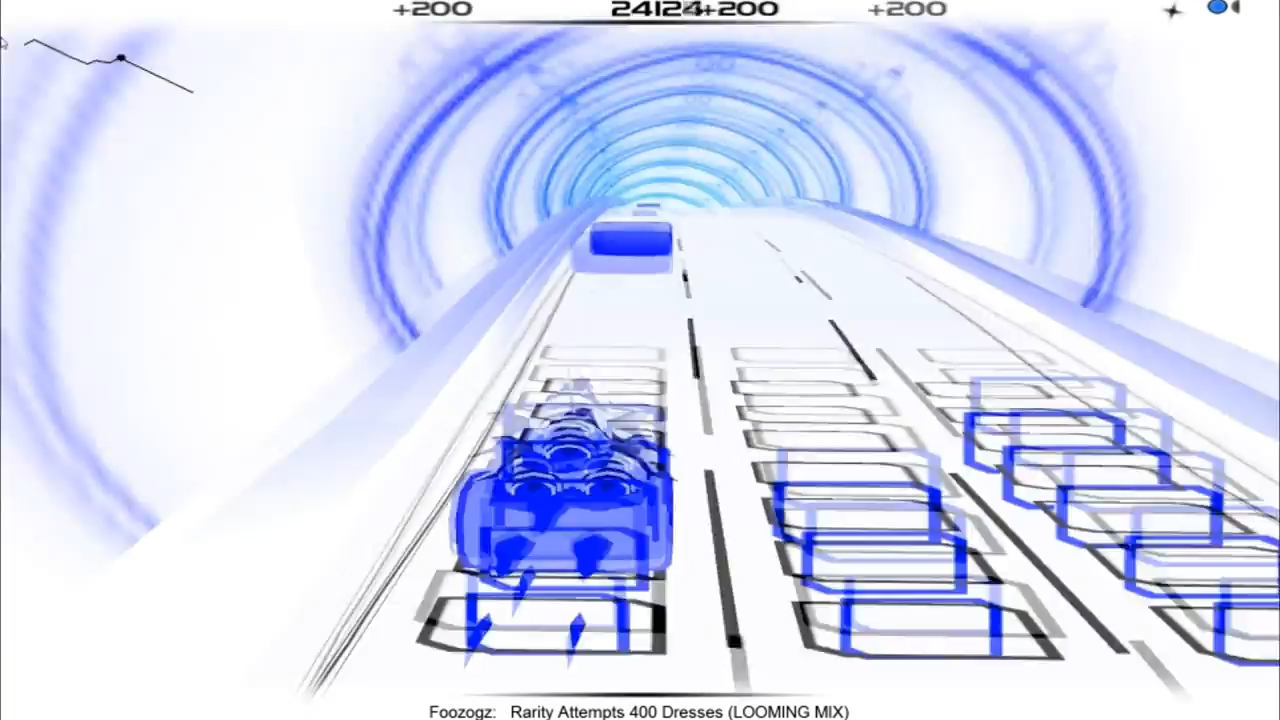 +200 24124 +200 +200
Foozogz: Rarity Attempts 400 Dresses (LOOMING MIX)